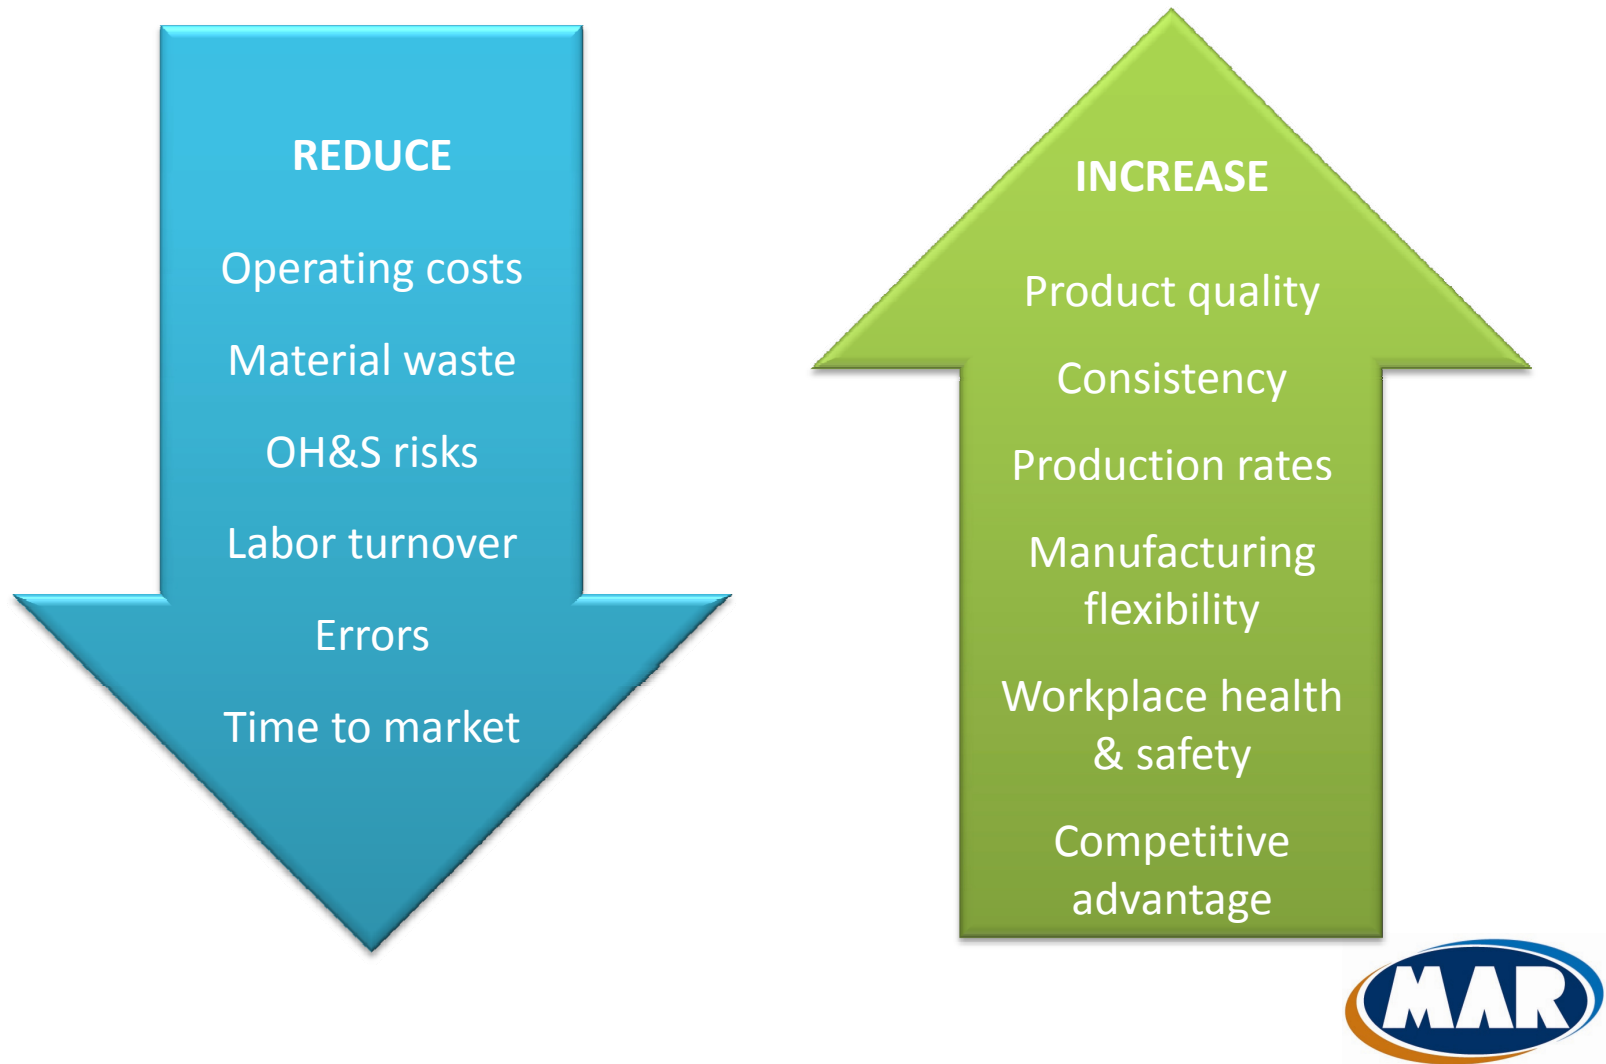 REDUCE
Operating costs
Material waste
OH&S risks
Labor turnover
Errors
Time to market
INCREASE
Product quality
Consistency
Production rates
Manufacturing
flexibility
Workplace health
& safety
Competitive
advantage
MAR